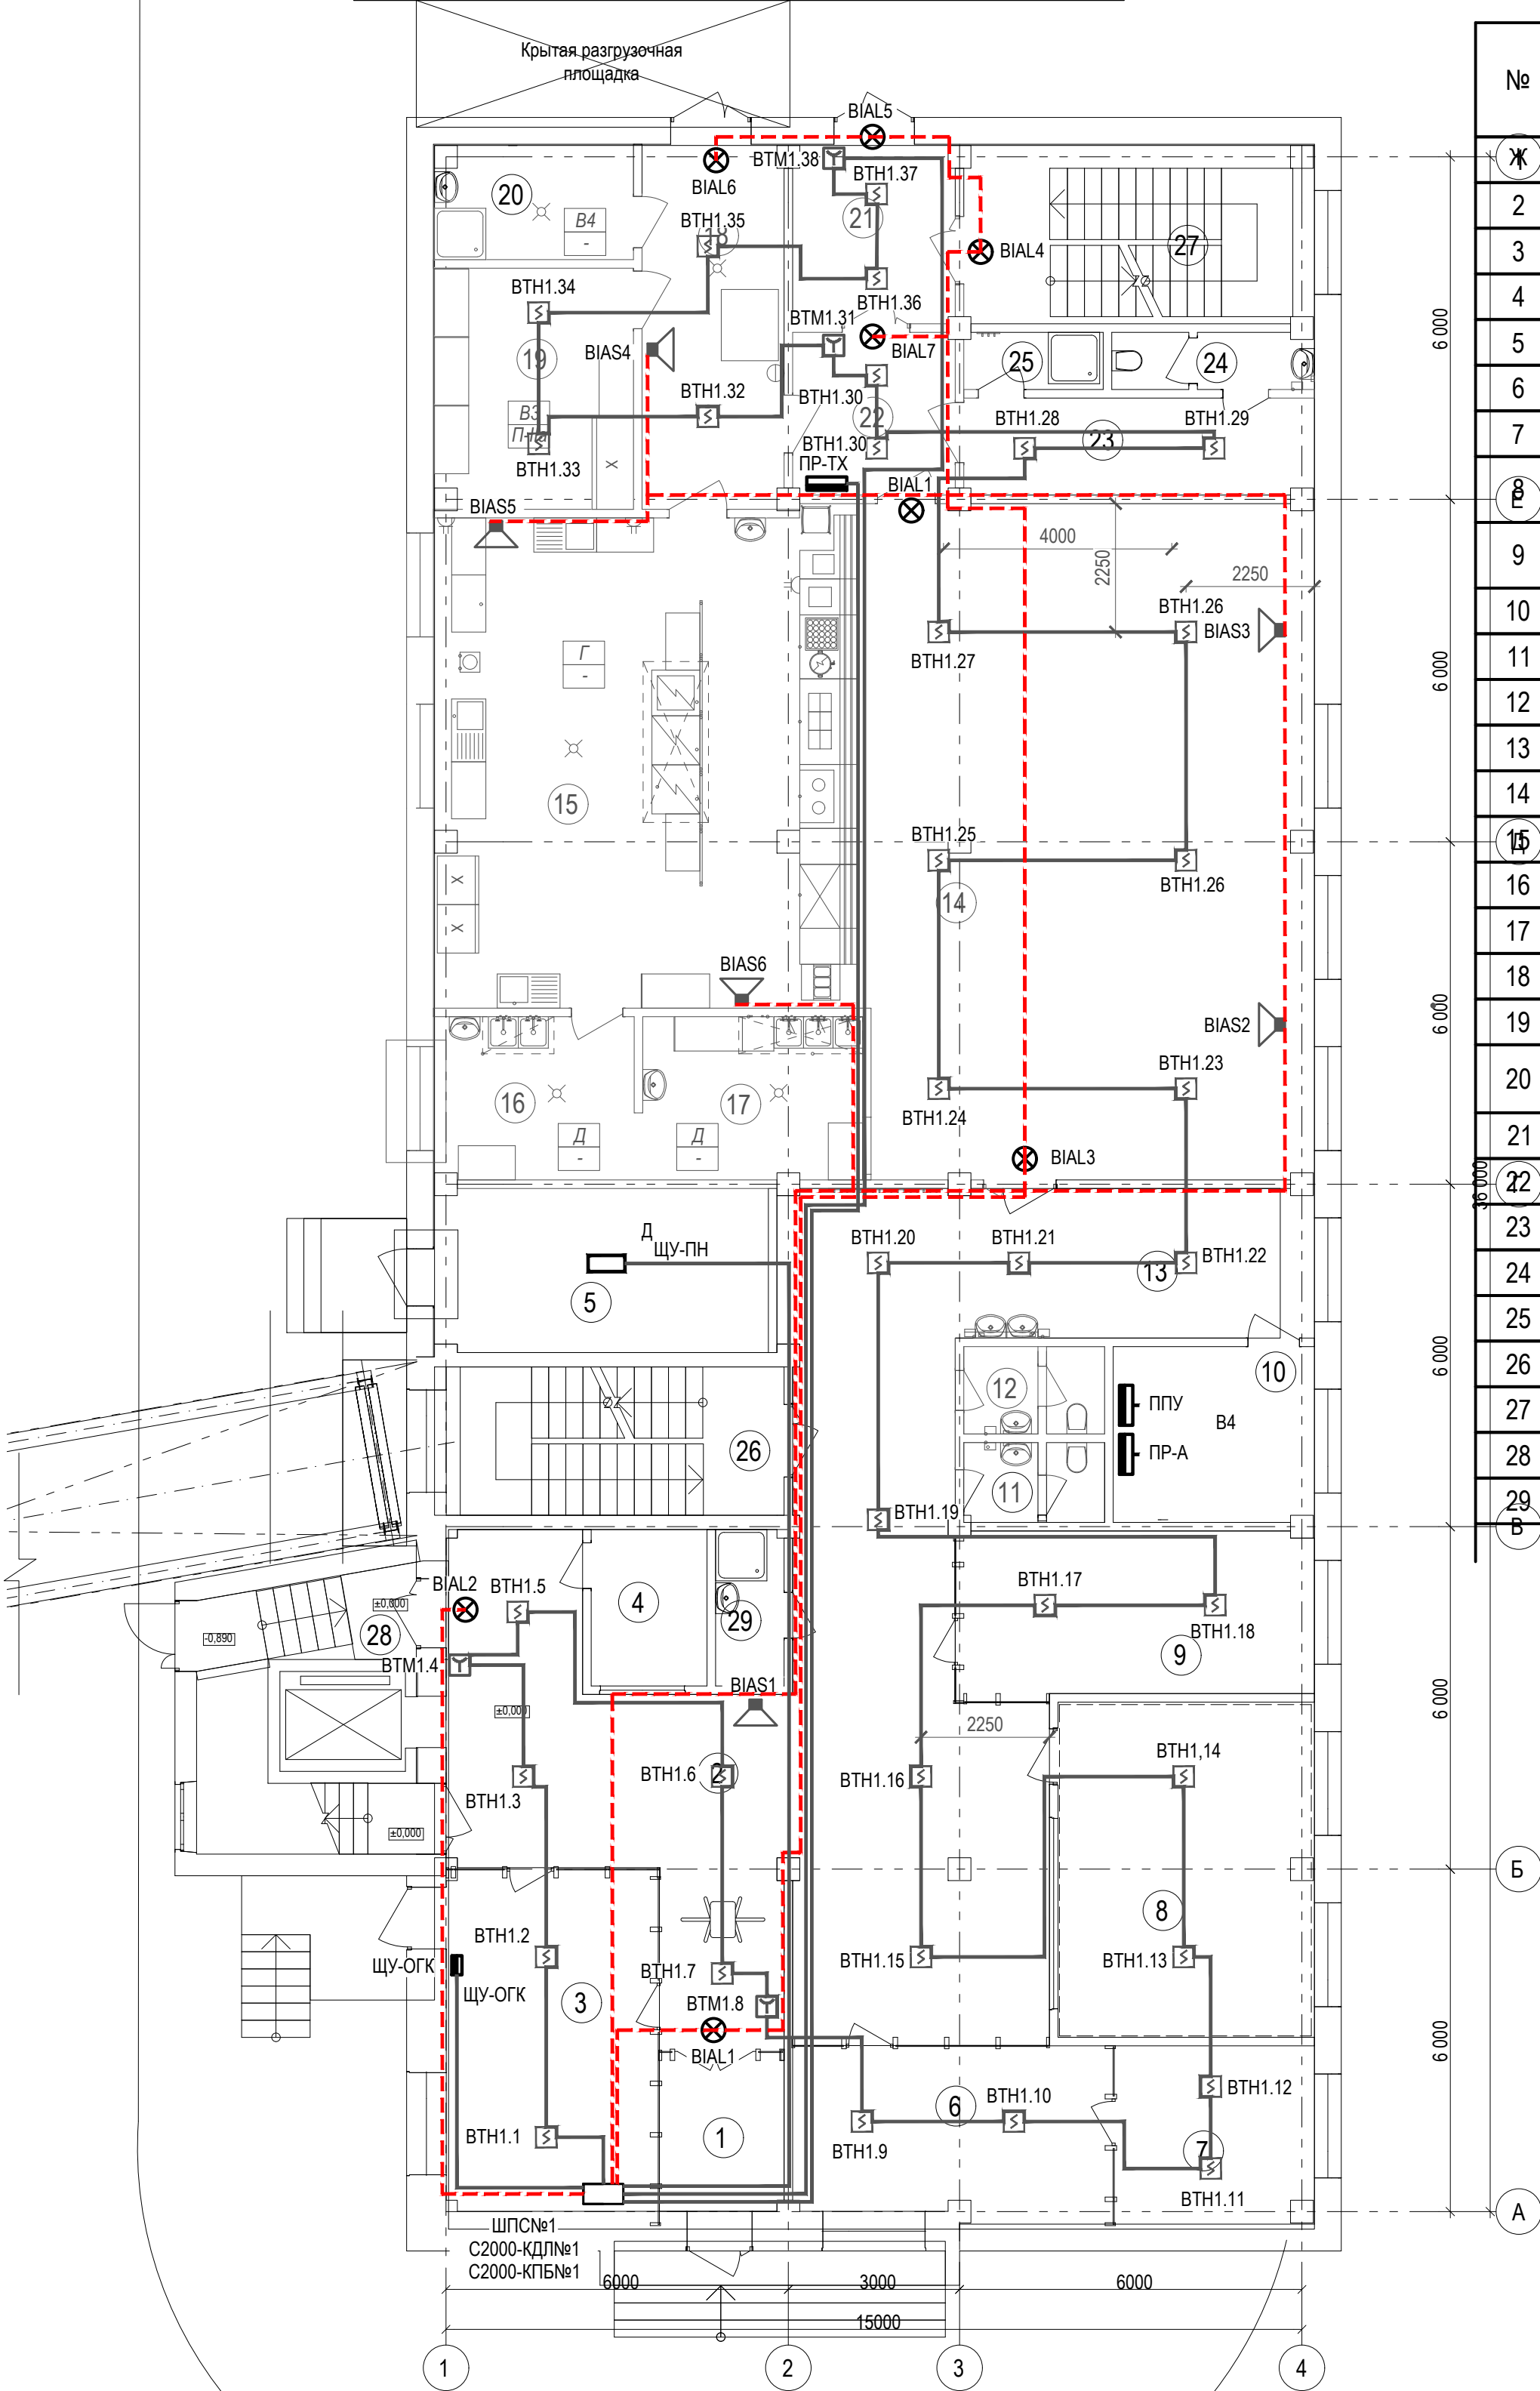 Крытая разгрузочная
площадка
№
BIAL5
BTM1.38
BTH1.37
BIAL6
20
В4
-
BTH1.35
18
21
BIAL4
27
Ж
1
2
3
4
5
6
7
8
Е
9
10
11
12
13
14
15
Д
16
17
18
19
20
21
22
Г
23
24
25
26
27
28
29
В
BTH1.34
BTH1.36
BTM1.31
BIAL7
BIAS4
19
25
24
6 000
BTH1.32
BTH1.30
22
BTH1.28
BTH1.29
23
В3
П-IIа
BTH1.33
X
BTH1.30
ПР-ТХ
BIAL1
BIAS5
4000
2250
2250
BTH1.26
BIAS3
BTH1.27
6 000
Г
-
15
BTH1.25
BTH1.26
14
X
X
BIAS6
BIAS2
6 000
BTH1.23
BTH1.24
16
17
Д
-
Д
-
BIAL3
36 000
Д
ЩУ-ПН
5
BTH1.20
BTH1.21
BTH1.22
13
6 000
12
10
ППУ
В4
ПР-А
26
11
BTH1.19
BIAL2
BTH1.5
±0,000
-0,890
28
4
29
BTH1.17
BTH1.18
9
BTM1.4
BIAS1
±0,000
6 000
2250
BTH1,14
BTH1.6
2
BTH1.16
BTH1.3
±0,000
Б
8
BTH1.2
BTH1.15
BTH1.13
ЩУ-ОГК
ЩУ-ОГК
BTH1.7
3
BTM1.8
BIAL1
6 000
BTH1.12
6
BTH1.10
BTH1.1
1
BTH1.9
7
BTH1.11
А
ШПС№1
С2000-КДЛ№1
С2000-КПБ№1
6000
3000
6000
15000
1
2
3
4